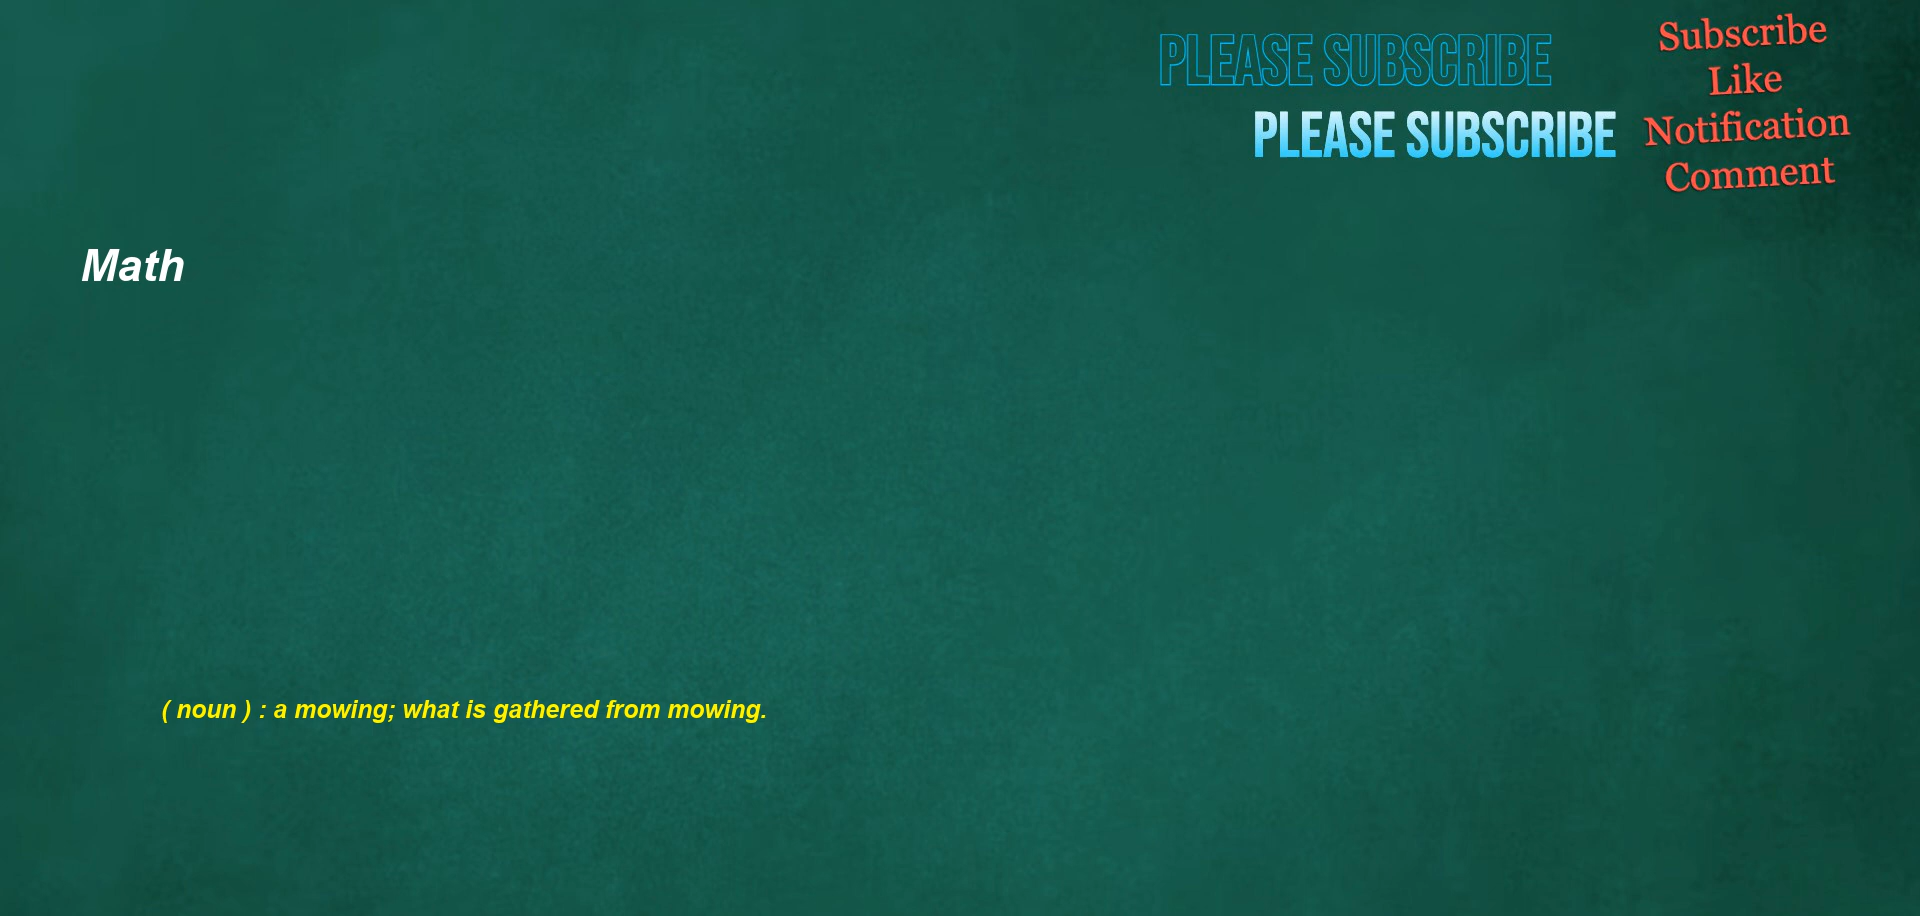 PLEASE SUBSCRIBE
PLEASE SUBSCRIBE
Subscribe
Like
Notification
Comment
Math
( noun ) : a mowing; what is gathered from mowing.